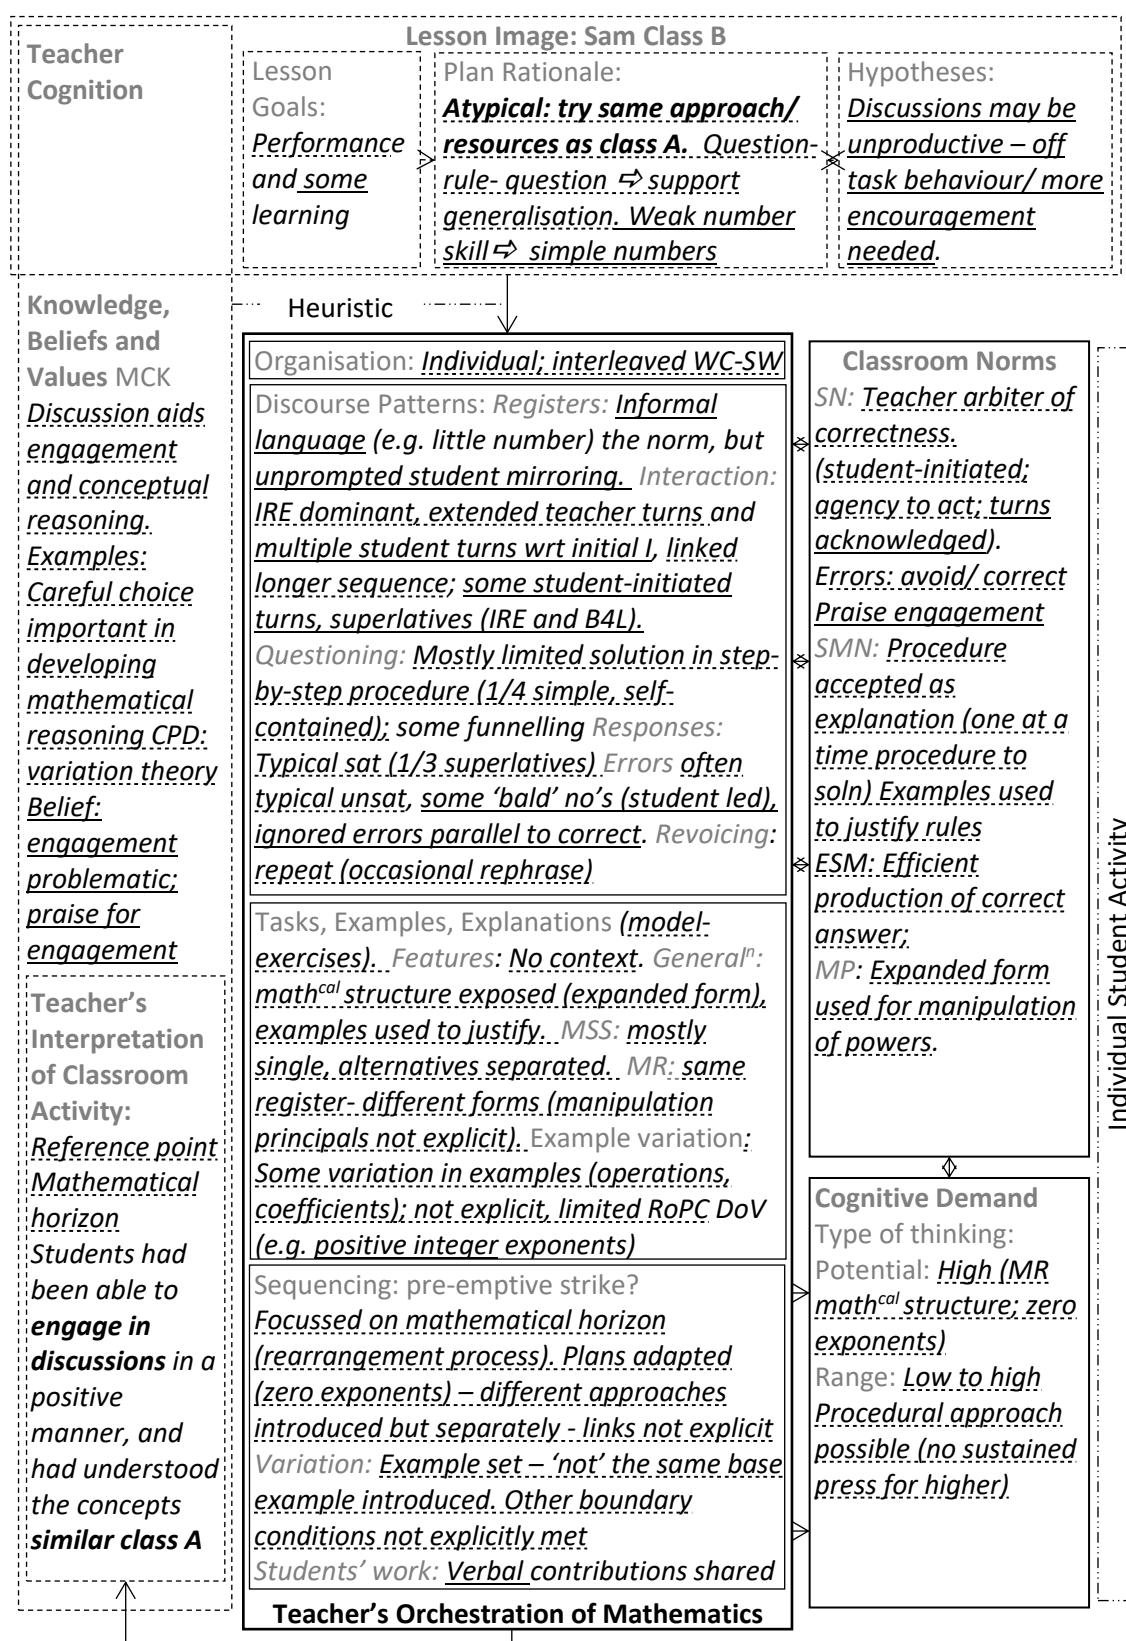 Lesson Image: Sam Class B
Teacher
Cognition
Lesson
Goals:
Performance
and some
learning
Plan Rationale:
Atypical: try same approach/
resources as class A. Question-
rule- question ⇨ support
generalisation. Weak number
skill⇨ simple numbers
Hypotheses:
Discussions may be
unproductive – off
task behaviour/ more
encouragement
needed.
Heuristic
Knowledge,
Beliefs and
Values MCK
Discussion aids
engagement
and conceptual
reasoning.
Examples:
Careful choice
important in
developing
mathematical
reasoning CPD:
variation theory
Belief:
engagement
problematic;
praise for
engagement
Teacher’s
Interpretation
of Classroom
Activity:
Reference point
Mathematical
horizon
Students had
been able to
engage in
discussions in a
positive
manner, and
had understood
the concepts
similar class A
Organisation: Individual; interleaved WC-SW
Discourse Patterns: Registers: Informal
language (e.g. little number) the norm, but
unprompted student mirroring. Interaction:
IRE dominant, extended teacher turns and
multiple student turns wrt initial I, linked
longer sequence; some student-initiated
turns, superlatives (IRE and B4L).
Questioning: Mostly limited solution in step-
by-step procedure (1/4 simple, self-
contained); some funnelling Responses:
Typical sat (1/3 superlatives) Errors often
typical unsat, some ‘bald’ no’s (student led),
ignored errors parallel to correct. Revoicing:
repeat (occasional rephrase)
Tasks, Examples, Explanations (model-
exercises). Features: No context. Generalⁿ:
math^cal structure exposed (expanded form),
examples used to justify. MSS: mostly
single, alternatives separated. MR: same
register- different forms (manipulation
principals not explicit). Example variation:
Some variation in examples (operations,
coefficients); not explicit, limited RoPC DoV
(e.g. positive integer exponents)
Sequencing: pre-emptive strike?
Focussed on mathematical horizon
(rearrangement process). Plans adapted
(zero exponents) – different approaches
introduced but separately - links not explicit
Variation: Example set – ‘not’ the same base
example introduced. Other boundary
conditions not explicitly met
Students’ work: Verbal contributions shared
Teacher’s Orchestration of Mathematics
Classroom Norms
SN: Teacher arbiter of
correctness.
(student-initiated;
agency to act; turns
acknowledged).
Errors: avoid/ correct
Praise engagement
SMN: Procedure
accepted as
explanation (one at a
time procedure to
soln) Examples used
to justify rules
ESM: Efficient
production of correct
answer;
MP: Expanded form
used for manipulation
of powers.
Cognitive Demand
Type of thinking:
Potential: High (MR
math^cal structure; zero
exponents)
Range: Low to high
Procedural approach
possible (no sustained
press for higher)
Individual Student Activity